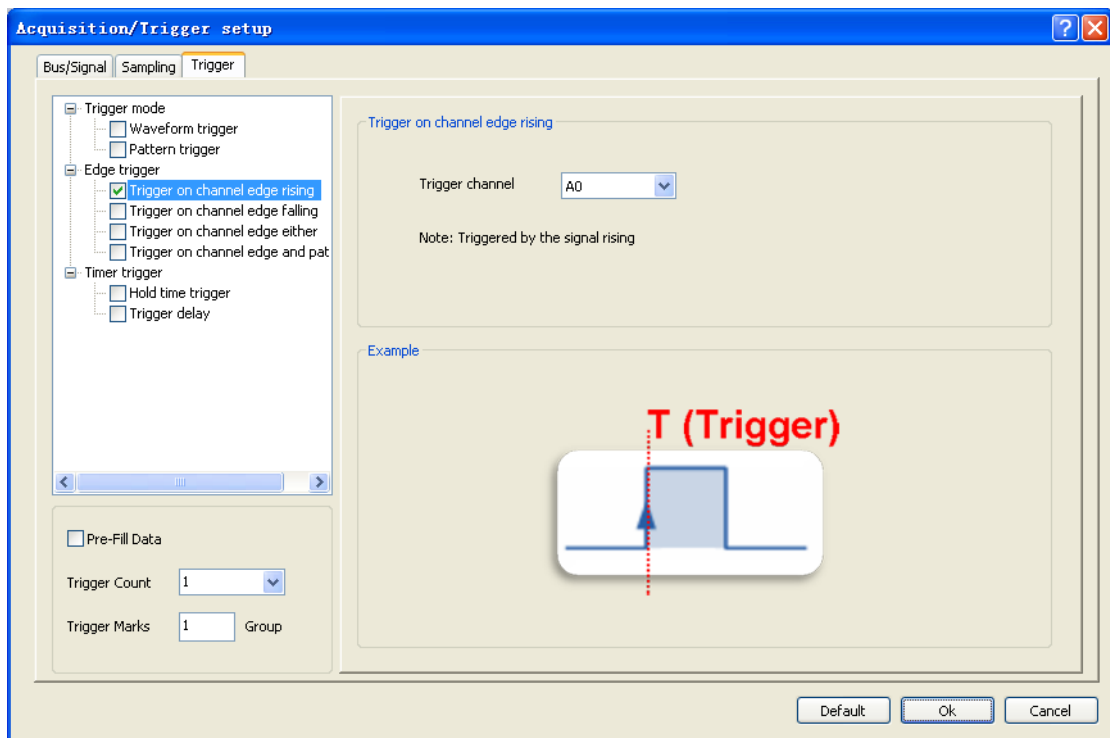 Acquisition/Trigger setup
Bus/Signal Sampling Trigger
Trigger mode
Waveform trigger
Pattern trigger
Edge trigger
Trigger on channel edge rising
Trigger on channel edge falling
Trigger on channel edge either
Trigger on channel edge and pat
Timer trigger
Hold time trigger
Trigger delay
Pre-Fill Data
Trigger Count 1
Trigger Marks 1 Group
Trigger on channel edge rising
Trigger channel A0
Note: Triggered by the signal rising
Example
T (Trigger)
Default Ok Cancel